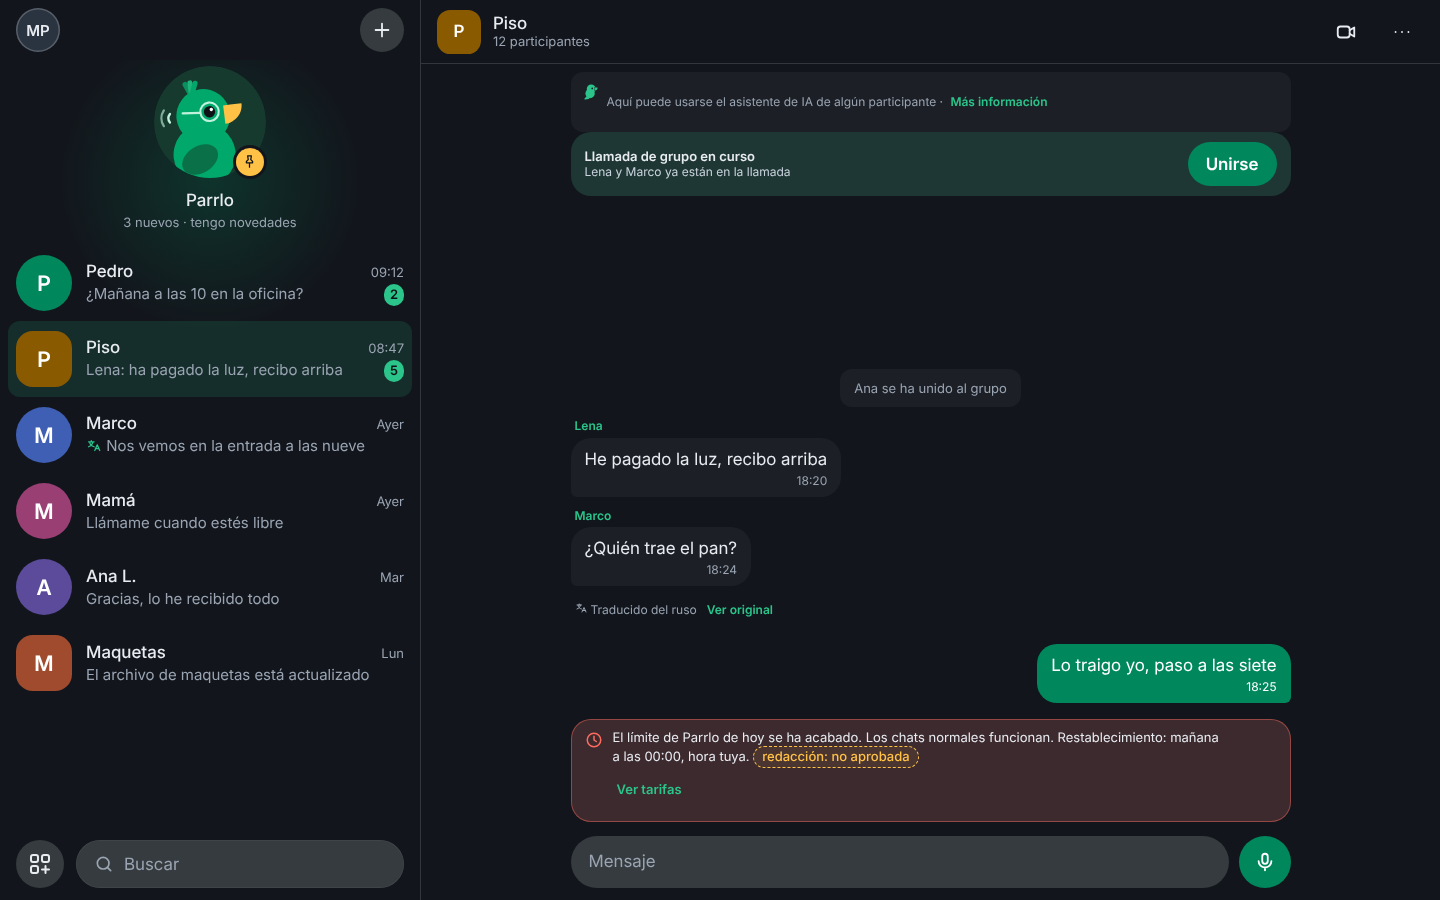 MP
Parrlo
3 nuevos · tengo novedades
P
Pedro
09:12
¿Mañana a las 10 en la oficina?
2
P
Piso
08:47
Lena: ha pagado la luz, recibo arriba
5
M
Marco
Ayer
Nos vemos en la entrada a las nueve
M
Mamá
Ayer
Llámame cuando estés libre
A
Ana L.
Mar
Gracias, lo he recibido todo
M
Maquetas
Lun
El archivo de maquetas está actualizado
Buscar
P
Piso
12 participantes
Aquí puede usarse el asistente de IA de algún participante · Más información
Llamada de grupo en curso
Lena y Marco ya están en la llamada
Unirse
Ana se ha unido al grupo
Lena
He pagado la luz, recibo arriba
18:20
Marco
¿Quién trae el pan?
18:24
Traducido del ruso Ver original
Lo traigo yo, paso a las siete
18:25
El límite de Parrlo de hoy se ha acabado. Los chats normales funcionan. Restablecimiento: mañana
a las 00:00, hora tuya. redacción: no aprobada
Ver tarifas
Mensaje